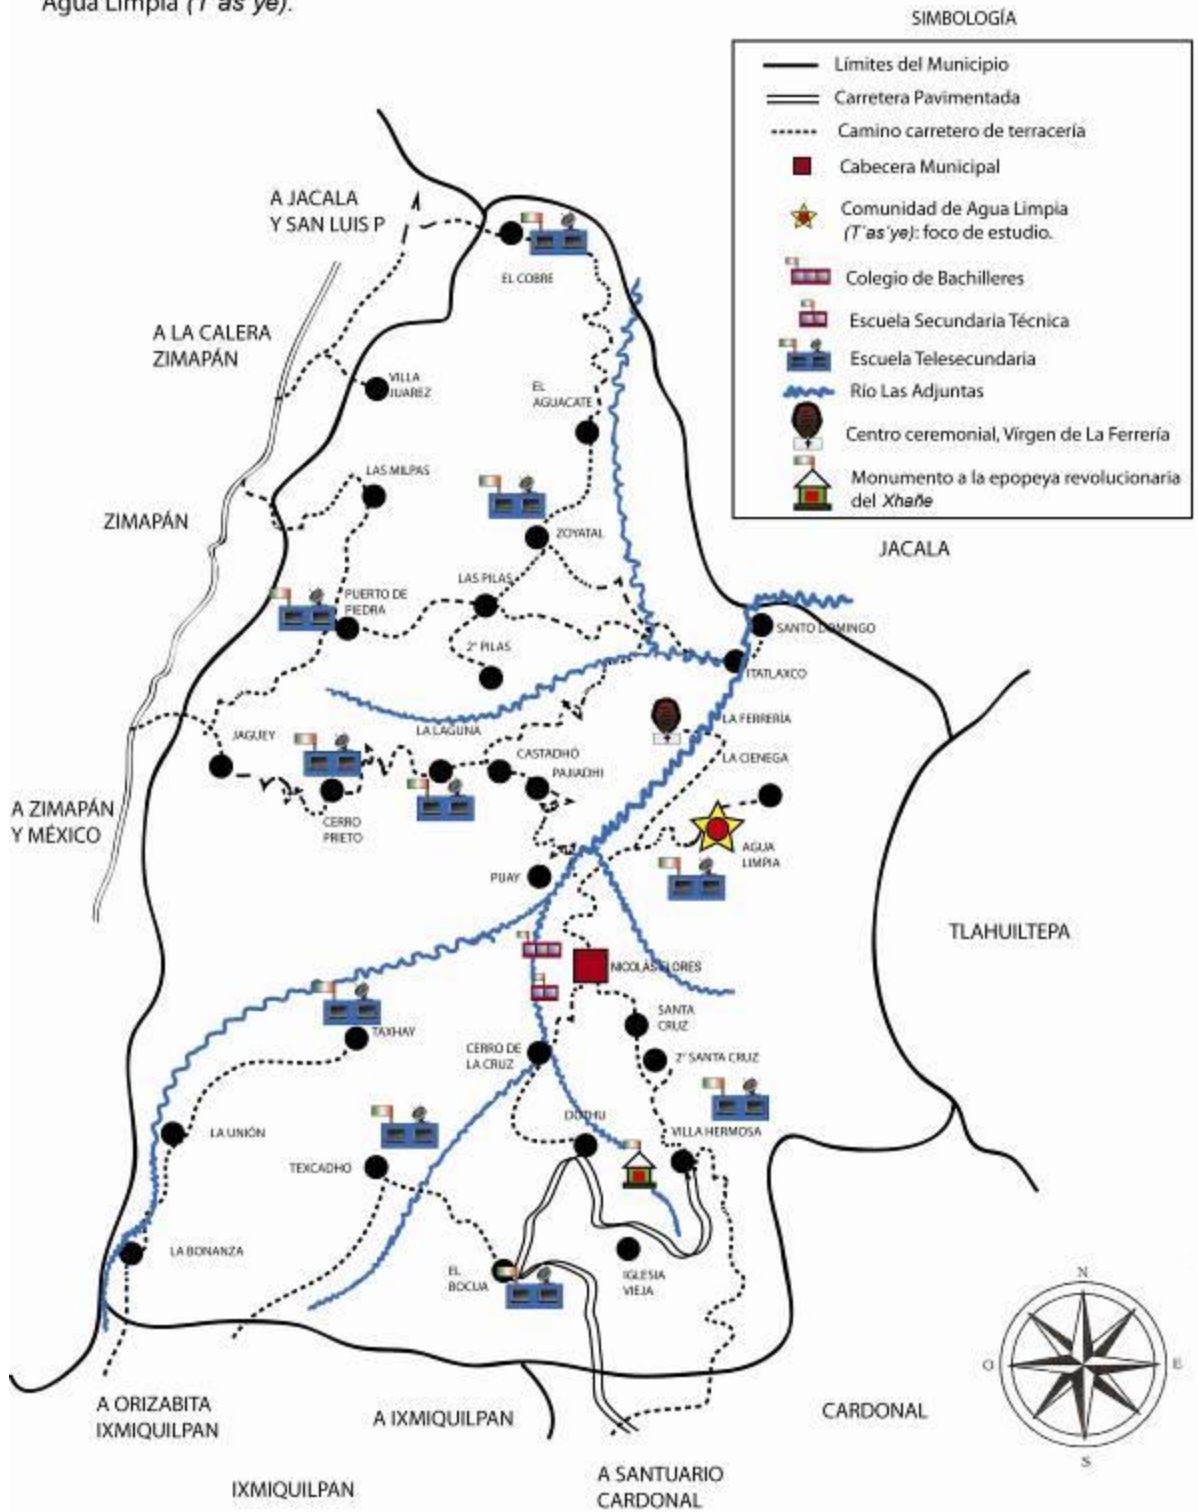 Agua Limpia (T'as'ye).
SIMBOLOGÍA
Límites del Municipio
Carretera Pavimentada
Camino carretero de terracería
Cabecera Municipal
Comunidad de Agua Limpia
(T'as'ye): foco de estudio.
Colegio de Bachilleres
Escuela Secundaria Técnica
Escuela Telesecundaria
Río Las Adjuntas
Centro ceremonial, Vírgen de La Ferrería
Monumento a la epopeya revolucionaria
del Xhañe
A JACALA
Y SAN LUIS P
EL COBRE
A LA CALERA
ZIMAPÁN
VILLA
JUAREZ
EL
AGUACATE
LAS MILPAS
ZIMAPÁN
ZOYATAL
JACALA
LAS PILAS
PUERTO DE
PIEDRA
2° PILAS
SANTO DOMINGO
ITATLAXCO
LA FERRERÍA
JAGUEY
LA LAGUNA
CASTADHÓ
PAJIADHI
LA CIENEGA
A ZIMAPÁN
Y MÉXICO
CERRO
PRIETO
AGUA
LIMPIA
PIJAY
TLAHUILTEPA
NICOLÁS FLORES
SANTA
CRUZ
TAXHAY
CERRO DE
LA CRUZ
2° SANTA CRUZ
DOTHU
LA UNIÓN
VILLA HERMOSA
TEXCADHO
LA BONANZA
EL
BOCUA
IGLESIA
VIEJA
N
O
E
S
A ORIZABITA
IXMIQUILPAN
A IXMIQUILPAN
CARDONAL
IXMIQUILPAN
A SANTUARIO
CARDONAL